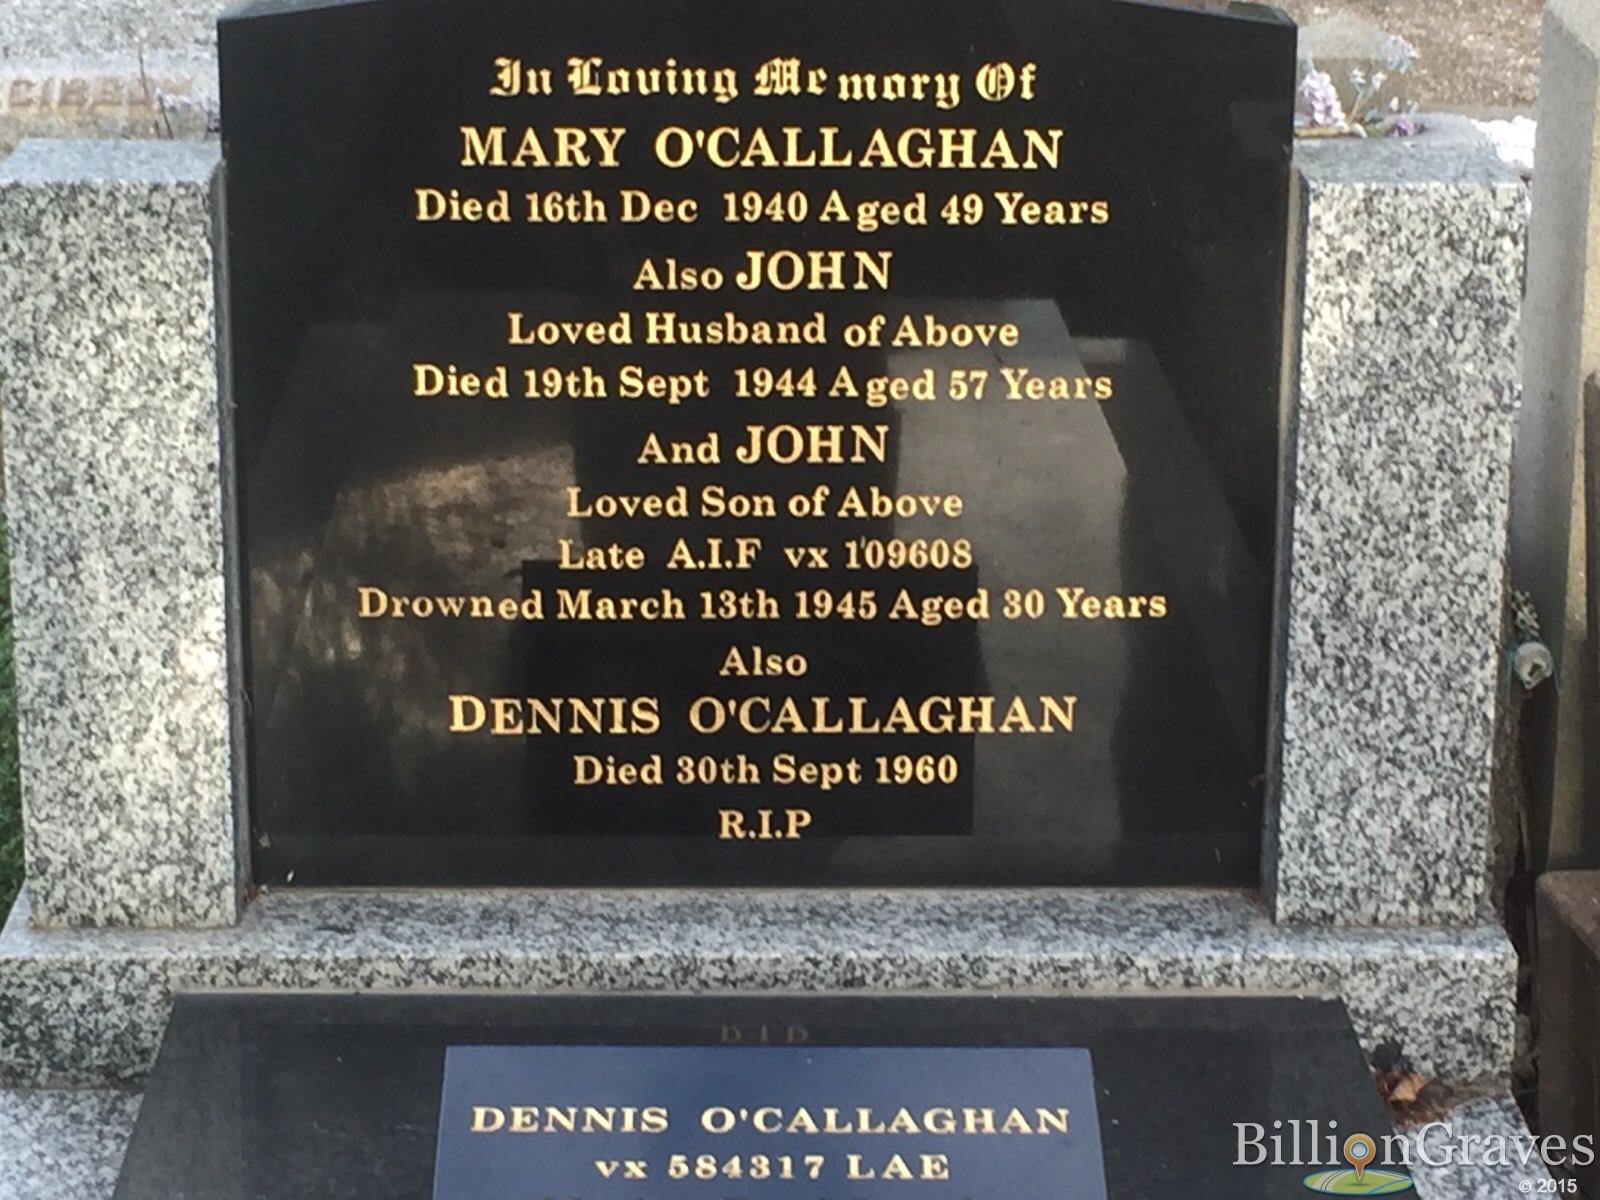 In Loving Memory Of
MARY O'CALLAGHAN
Died 16th Dec 1940 Aged 49 Years
Also JOHN
Loved Husband of Above
Died 19th Sept 1944 Aged 57 Years
And JOHN
Loved Son of Above
Late A.I.F vx 109608
Drowned March 13th 1945 Aged 30 Years
Also
DENNIS O'CALLAGHAN
Died 30th Sept 1960
R.I.P
DENNIS O'CALLAGHAN
vx 584317 LAE
BillionGraves
© 2015